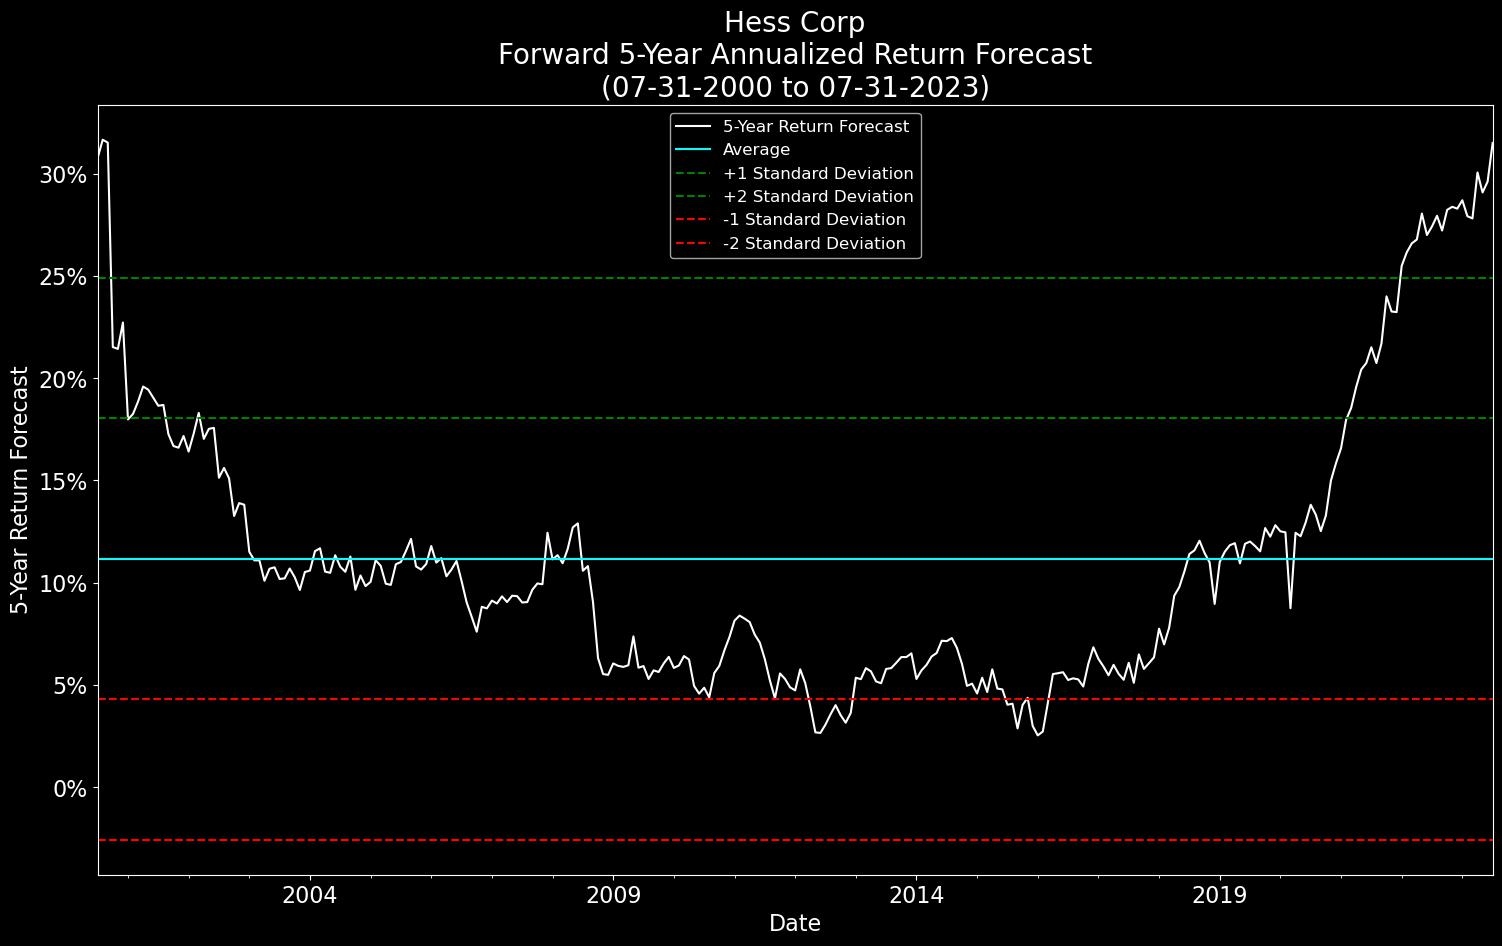 Hess Corp
Forward 5-Year Annualized Return Forecast
(07-31-2000 to 07-31-2023)
5-Year Return Forecast
Average
+1 Standard Deviation
+2 Standard Deviation
-1 Standard Deviation
-2 Standard Deviation
30%
25%
20%
15%
10%
5%
0%
5-Year Return Forecast
2004
2009
2014
2019
Date